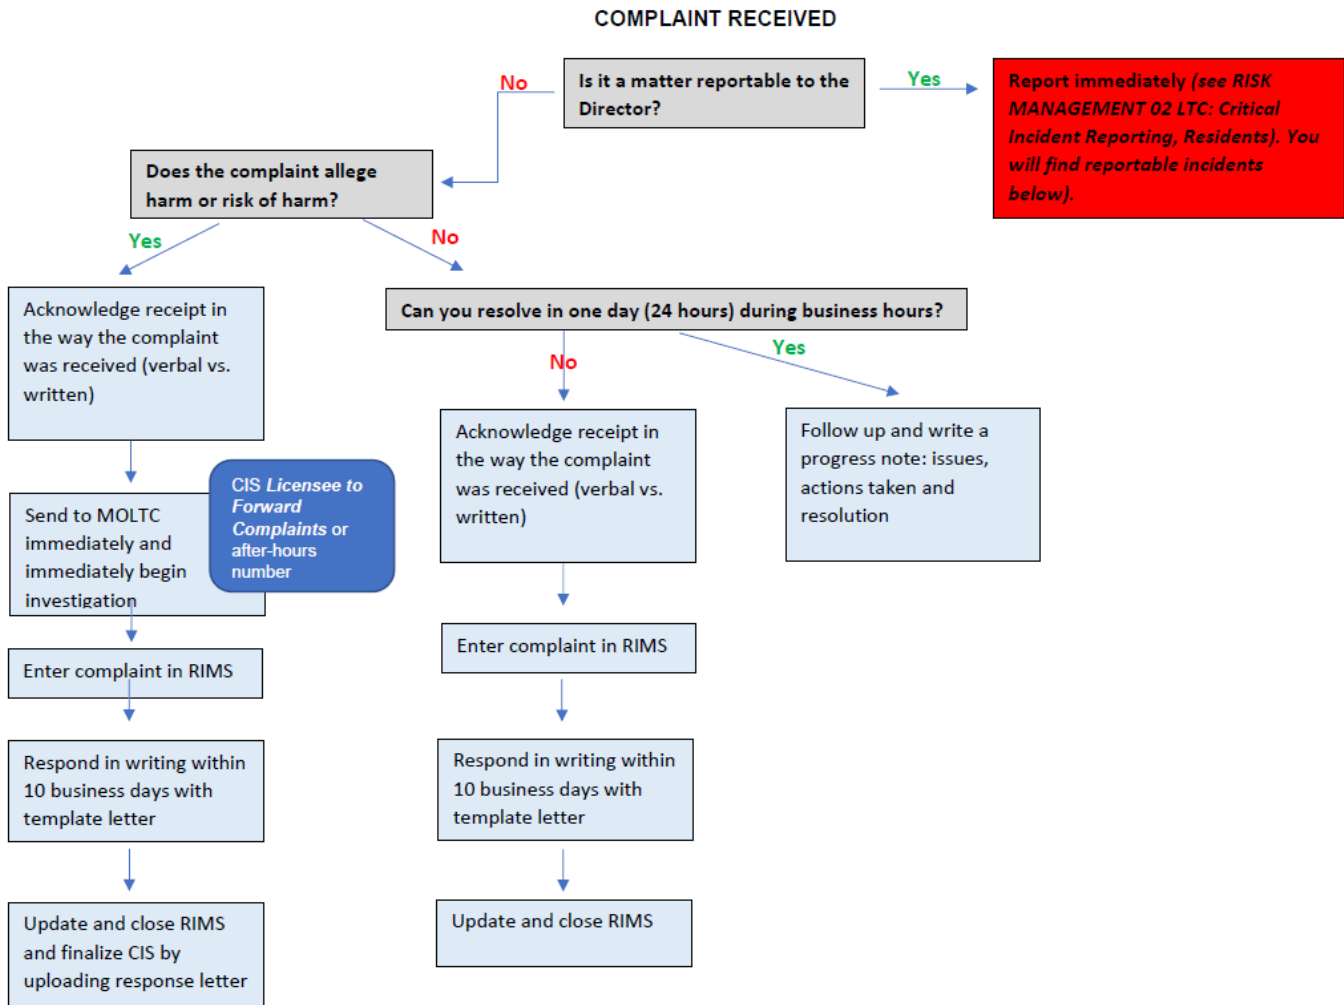 COMPLAINT RECEIVED
No
Is it a matter reportable to the
Director?
Yes
Report immediately (see RISK
MANAGEMENT 02 LTC: Critical
Incident Reporting, Residents). You
will find reportable incidents
below).
Does the complaint allege
harm or risk of harm?
Yes
No
Acknowledge receipt in
the way the complaint
was received (verbal vs.
written)
Can you resolve in one day (24 hours) during business hours?
No
Yes
Send to MOLTC
immediately and
immediately begin
investigation
CIS Licensee to
Forward
Complaints or
after-hours
number
Acknowledge receipt in
the way the complaint
was received (verbal vs.
written)
Follow up and write a
progress note: issues,
actions taken and
resolution
Enter complaint in RIMS
Enter complaint in RIMS
Respond in writing within
10 business days with
template letter
Respond in writing within
10 business days with
template letter
Update and close RIMS
and finalize CIS by
uploading response letter
Update and close RIMS